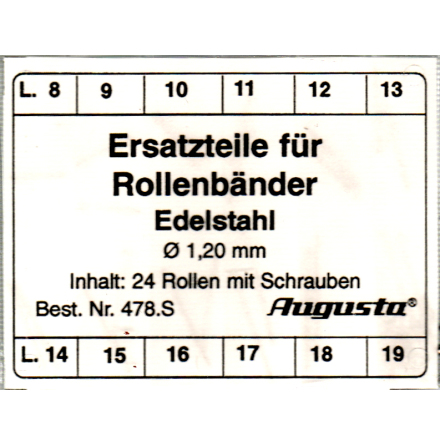 L. 8 9 10 11 12 13
Ersatzteile für
Rollenbänder
Edelstahl
Ø 1,20 mm
Inhalt: 24 Rollen mit Schrauben
Best. Nr. 478.S Augusta®
L. 14 15 16 17 18 19